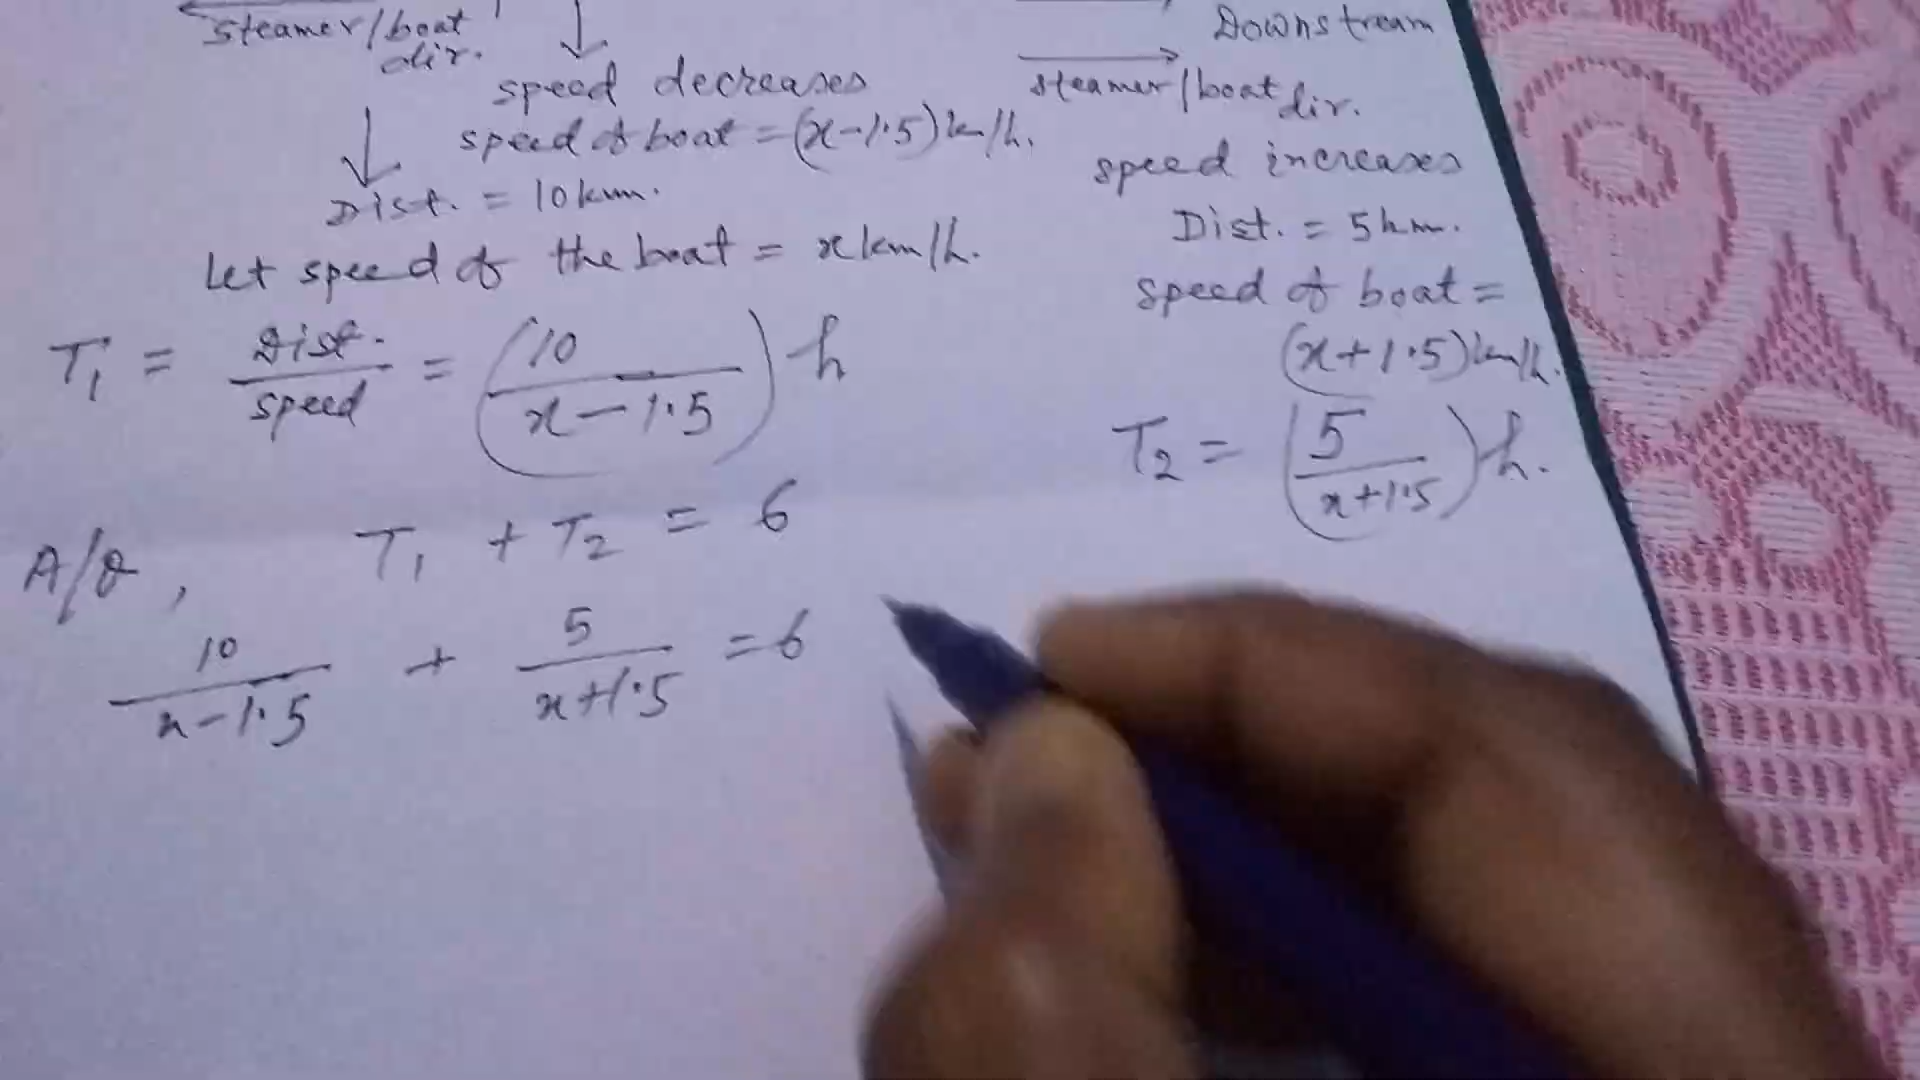 steamer/boat dir.
speed decreases
speed of boat = (x-1.5) km/h.
Dist. = 10 km.
Let speed of the boat = x km/h.
Downstream
steamer/boat dir.
speed increases
Dist. = 5 km.
speed of boat =
(x+1.5) km/h.
T₁ = Dist./speed = (10/(x-1.5)) h
T₂ = (5/(x+1.5)) h.
A/Q, T₁ + T₂ = 6
10/(x-1.5) + 5/(x+1.5) = 6